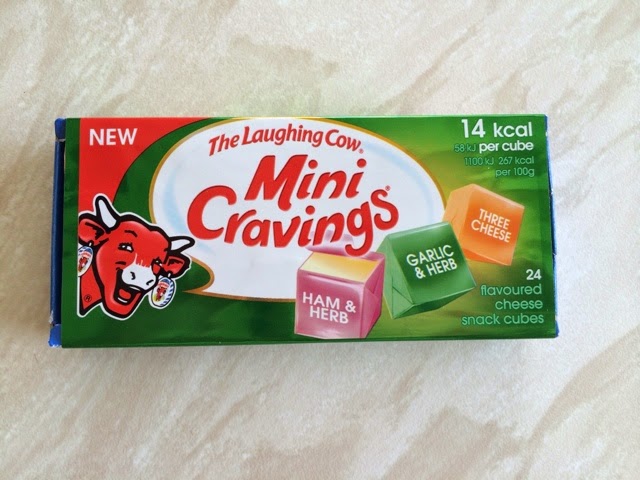 NEW
The Laughing Cow®
Mini
Cravings®
14 kcal
58 kJ per cube
1100 kJ 267 kcal
per 100g
THREE
CHEESE
GARLIC
& HERB
HAM &
HERB
24
flavoured
cheese
snack cubes
®